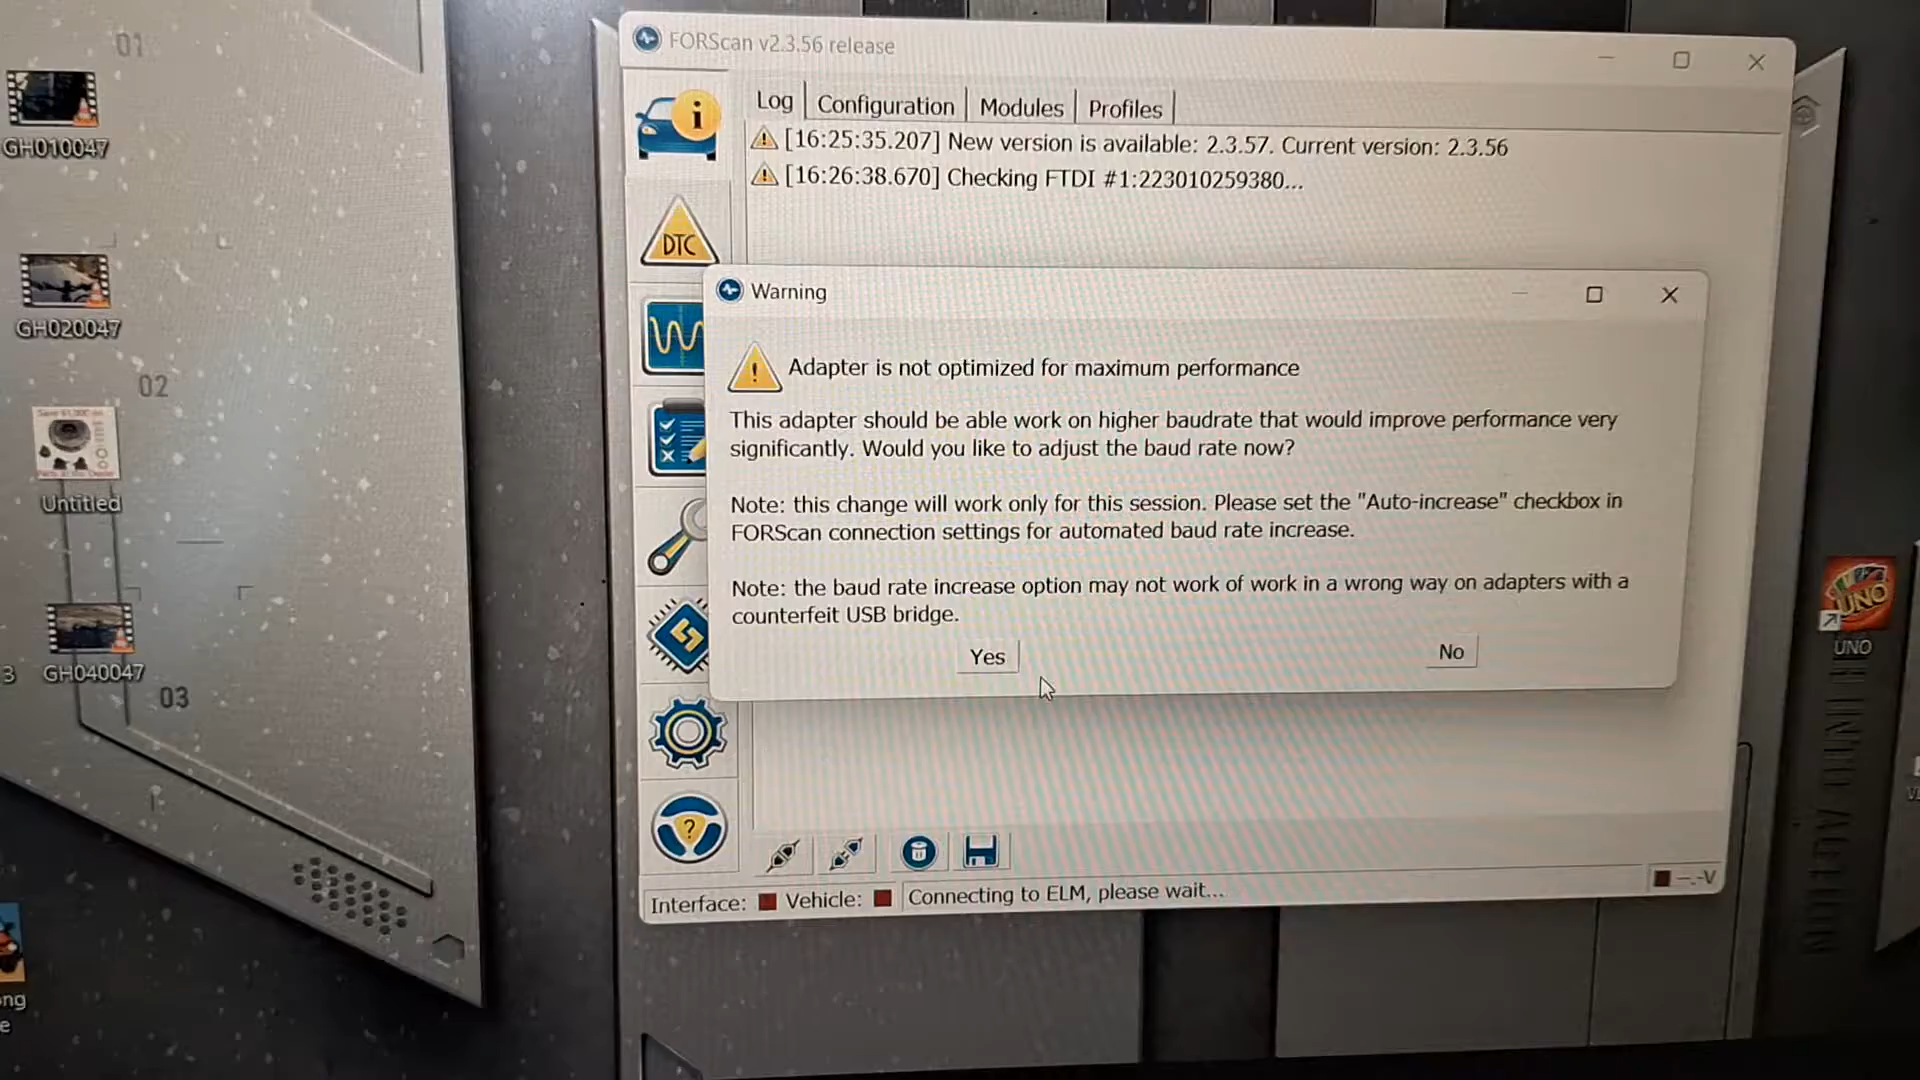 01
GH010047
GH020047
02
Untitled
3
GH040047
03
ng
e
FORScan v2.3.56 release
Log
Configuration
Modules
Profiles
[16:25:35.207] New version is available: 2.3.57. Current version: 2.3.56
[16:26:38.670] Checking FTDI #1:223010259380...
DTC
Warning
Adapter is not optimized for maximum performance
This adapter should be able work on higher baudrate that would improve performance very
significantly. Would you like to adjust the baud rate now?
Note: this change will work only for this session. Please set the "Auto-increase" checkbox in
FORScan connection settings for automated baud rate increase.
Note: the baud rate increase option may not work of work in a wrong way on adapters with a
counterfeit USB bridge.
Yes
No
Interface:
Vehicle:
Connecting to ELM, please wait...
-.-V
UNO
UNO